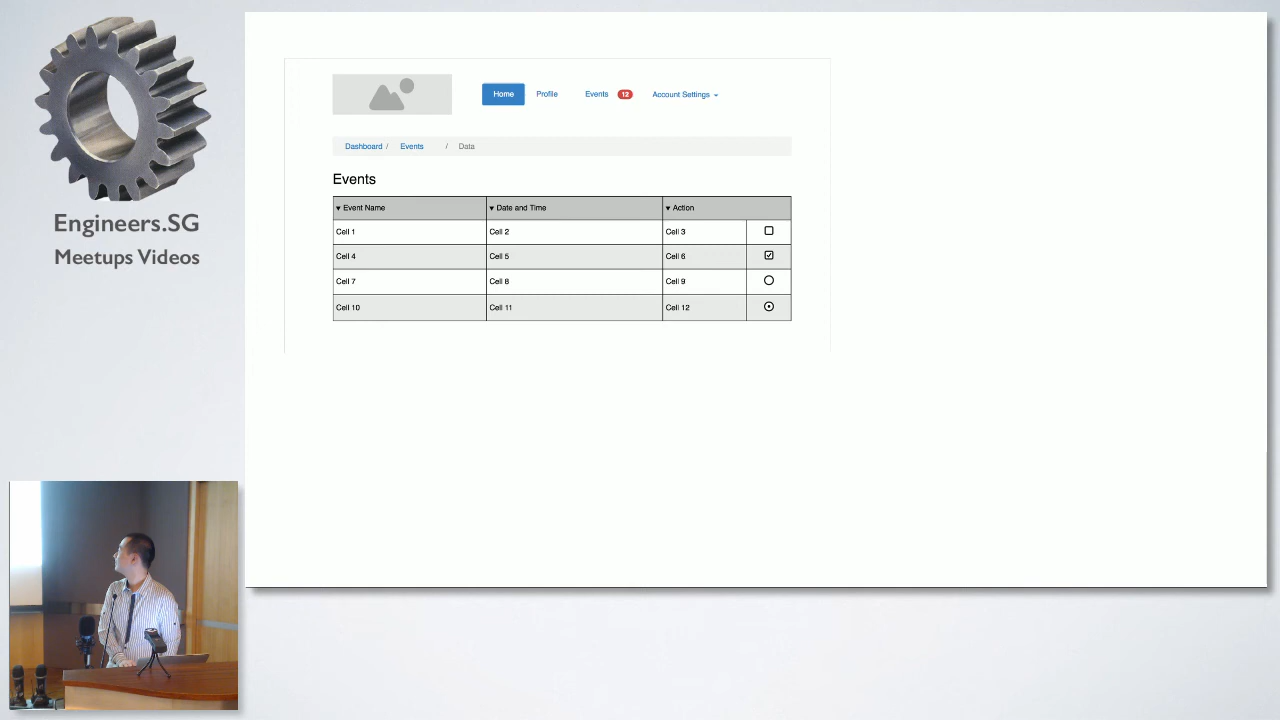 Engineers.SG
Meetups Videos
Home Profile Events 12 Account Settings
Dashboard / Events / Data
Events
Event Name Date and Time Action
Cell 1 Cell 2 Cell 3
Cell 4 Cell 5 Cell 6
Cell 7 Cell 8 Cell 9
Cell 10 Cell 11 Cell 12